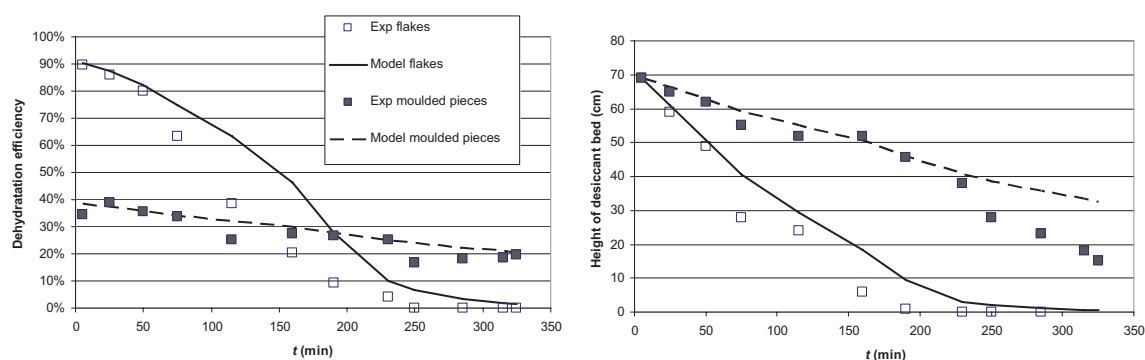 Exp flakes
Model flakes
Exp moulded pieces
Model moulded pieces
Dehydratation efficiency
100%
90%
80%
70%
60%
50%
40%
30%
20%
10%
0%
0 50 100 150 200 250 300 350
t (min)
Height of desiccant bed (cm)
80
70
60
50
40
30
20
10
0
0 50 100 150 200 250 300 350
t (min)